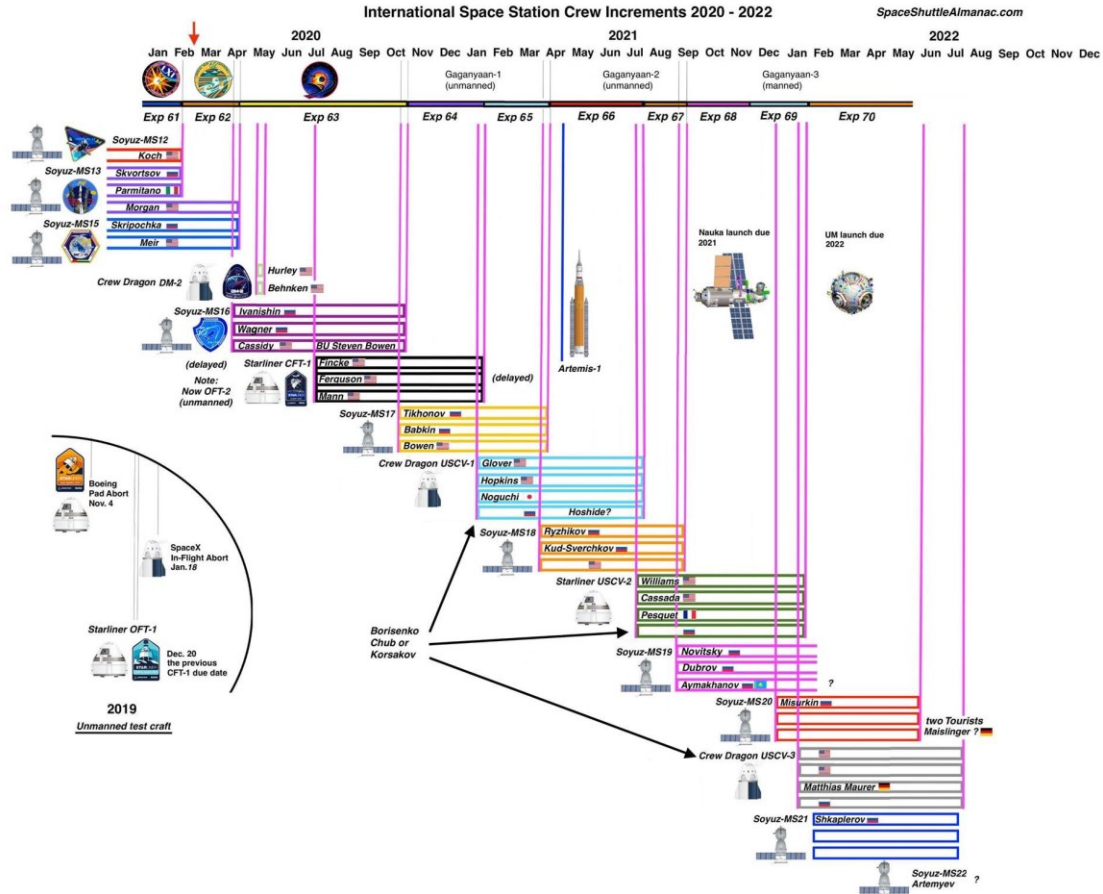 International Space Station Crew Increments 2020 - 2022
SpaceShuttleAlmanac.com
2020 2021 2022
Jan Feb Mar Apr May Jun Jul Aug Sep Oct Nov Dec Jan Feb Mar Apr May Jun Jul Aug Sep Oct Nov Dec Jan Feb Mar Apr May Jun Jul Aug Sep Oct Nov Dec
Gaganyaan-1
(unmanned)
Gaganyaan-2
(unmanned)
Gaganyaan-3
(manned)
Exp 61 Exp 62 Exp 63 Exp 64 Exp 65 Exp 66 Exp 67 Exp 68 Exp 69 Exp 70
Soyuz-MS12
Koch
Soyuz-MS13
Skvortsov
Parmitano
Morgan
Soyuz-MS15
Skripochka
Meir
Nauka launch due
2021
UM launch due
2022
Crew Dragon DM-2
Hurley
Behnken
Soyuz-MS16
Ivanishin
Wagner
Cassidy BU Steven Bowen
Artemis-1
(delayed)
Note:
Now OFT-2
(unmanned)
Starliner CFT-1
Fincke
Ferguson
Mann
(delayed)
Soyuz-MS17
Tikhonov
Babkin
Bowen
Crew Dragon USCV-1
Glover
Hopkins
Noguchi
Hoshide?
Soyuz-MS18
Ryzhikov
Kud-Sverchkov
Starliner USCV-2
Williams
Cassada
Pesquet
Borisenko
Chub or
Korsakov
Soyuz-MS19
Novitsky
Dubrov
Aymakhanov
?
Soyuz-MS20
Misurkin
two Tourists
Maislinger ?
Crew Dragon USCV-3
Matthias Maurer
Soyuz-MS21
Shkaplerov
Soyuz-MS22
Artemyev
?
Boeing
Pad Abort
Nov. 4
SpaceX
In-Flight Abort
Jan.18
Starliner OFT-1
Dec. 20
the previous
CFT-1 due date
2019
Unmanned test craft